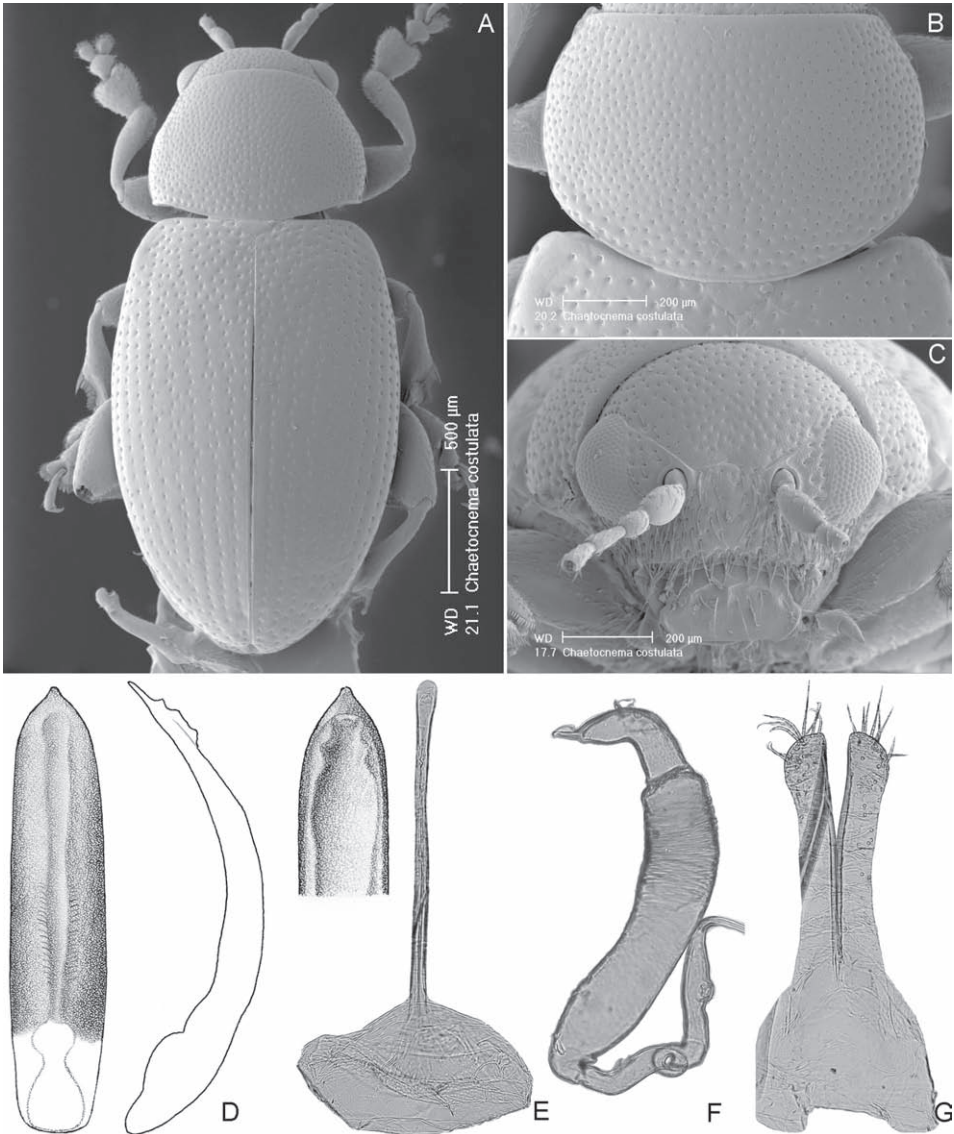 A
WD 500 µm
21.1 Chaetocnema costulata
B
WD 200 µm
20.2 Chaetocnema costulata
C
WD 200 µm
17.7 Chaetocnema costulata
D
E
F
G